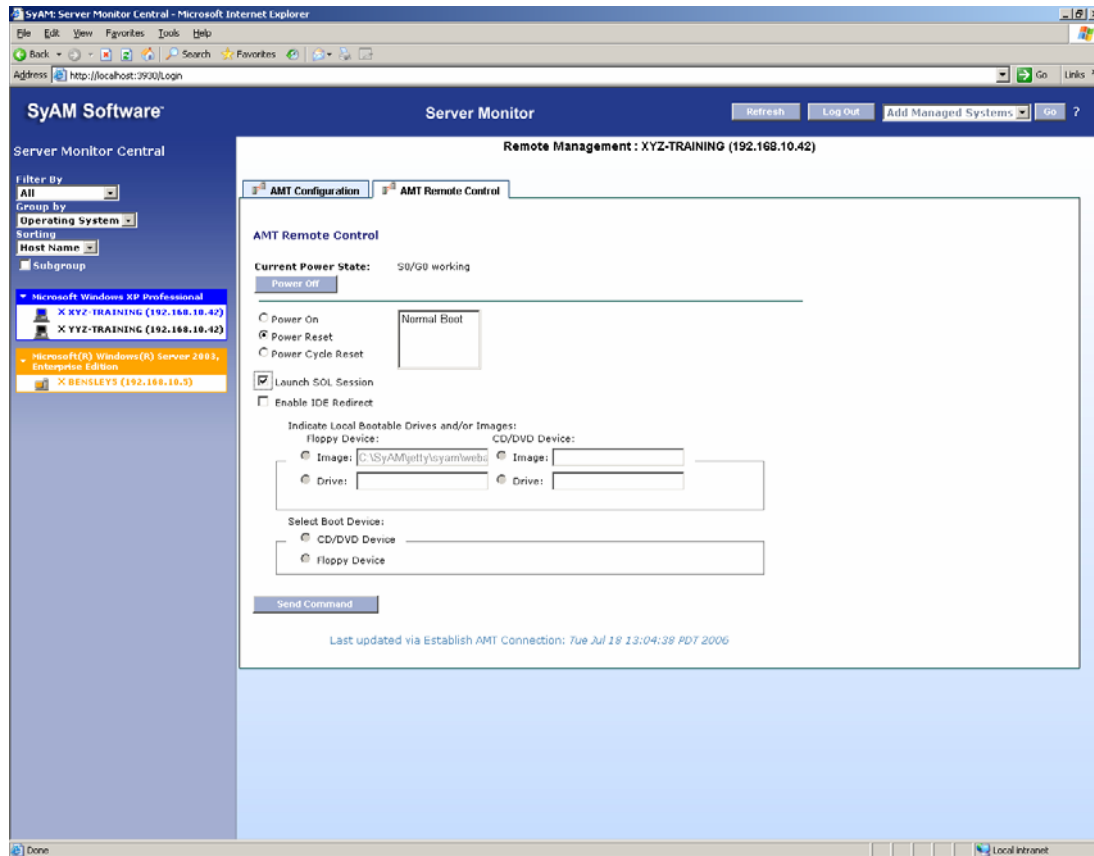 SyAM: Server Monitor Central - Microsoft Internet Explorer
File Edit View Favorites Tools Help
Back Search Favorites
Address http://localhost:3930/Login Go Links
SyAM Software™ Server Monitor Refresh Log Out Add Managed Systems Go ?
Server Monitor Central
Filter By
All
Group by
Operating System
Sorting
Host Name
Subgroup
Microsoft Windows XP Professional
X XYZ-TRAINING (192.168.10.42)
X YYZ-TRAINING (192.168.10.42)
Microsoft(R) Windows(R) Server 2003,
Enterprise Edition
X BENSLEYS (192.168.10.5)
Remote Management : XYZ-TRAINING (192.168.10.42)
AMT Configuration AMT Remote Control
AMT Remote Control
Current Power State: S0/G0 working
Power Off
Power On Normal Boot
Power Reset
Power Cycle Reset
Launch SOL Session
Enable IDE Redirect
Indicate Local Bootable Drives and/or Images:
Floppy Device: CD/DVD Device:
Image: C:\SyAM\jetty\syam\weba Image:
Drive: Drive:
Select Boot Device:
CD/DVD Device
Floppy Device
Send Command
Last updated via Establish AMT Connection: Tue Jul 18 13:04:38 PDT 2006
Done Local intranet